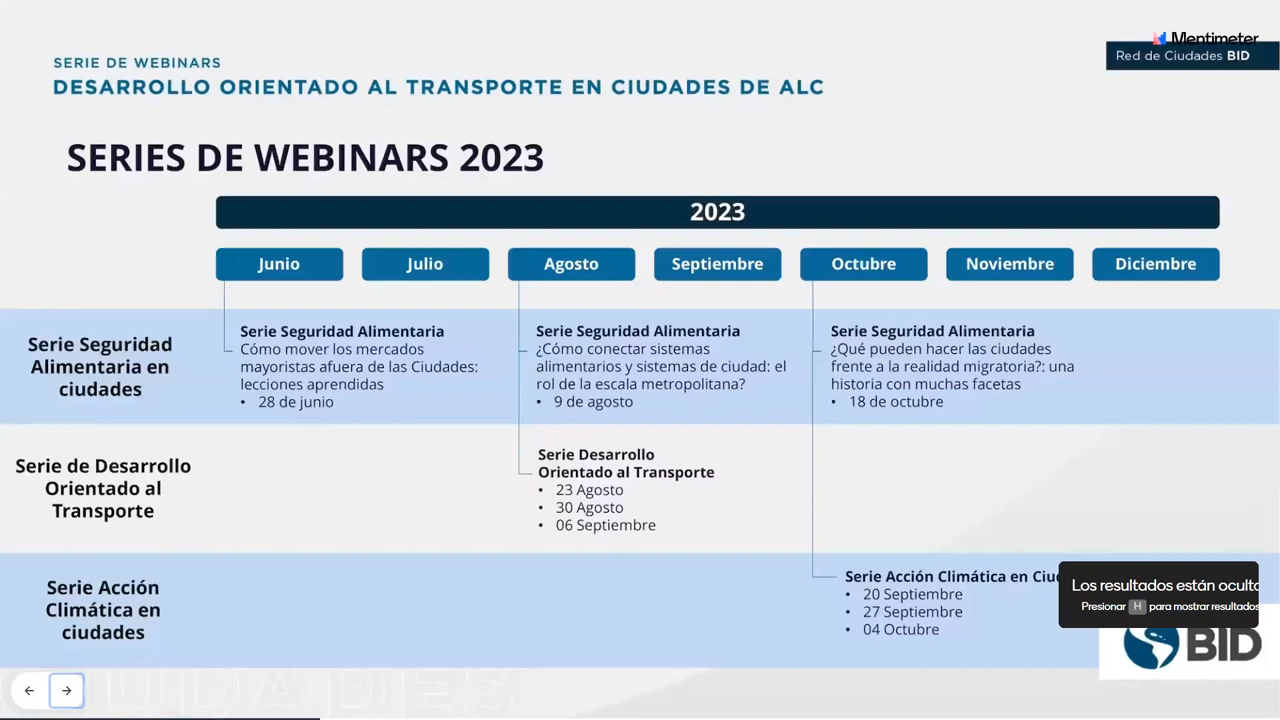 SERIE DE WEBINARS
DESARROLLO ORIENTADO AL TRANSPORTE EN CIUDADES DE ALC
Mentimeter
Red de Ciudades BID
SERIES DE WEBINARS 2023
2023
Junio
Julio
Agosto
Septiembre
Octubre
Noviembre
Diciembre
Serie Seguridad
Alimentaria en
ciudades
Serie Seguridad Alimentaria
Cómo mover los mercados
mayoristas afuera de las Ciudades:
lecciones aprendidas
• 28 de junio
Serie Seguridad Alimentaria
¿Cómo conectar sistemas
alimentarios y sistemas de ciudad: el
rol de la escala metropolitana?
• 9 de agosto
Serie Seguridad Alimentaria
¿Qué pueden hacer las ciudades
frente a la realidad migratoria?: una
historia con muchas facetas
• 18 de octubre
Serie de Desarrollo
Orientado al
Transporte
Serie Desarrollo
Orientado al Transporte
• 23 Agosto
• 30 Agosto
• 06 Septiembre
Serie Acción
Climática en
ciudades
Serie Acción Climática en
• 20 Septiembre
• 27 Septiembre
• 04 Octubre
Los resultados están
Presionar H para mostrar resultados
BID
CIUDADES